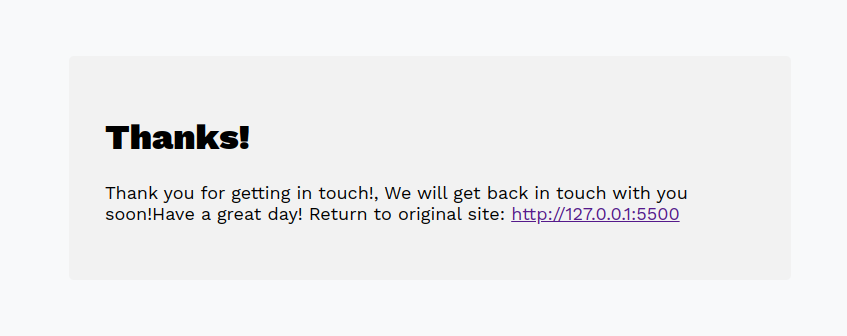 Thanks!
Thank you for getting in touch!, We will get back in touch with you
soon!Have a great day! Return to original site: http://127.0.0.1:5500